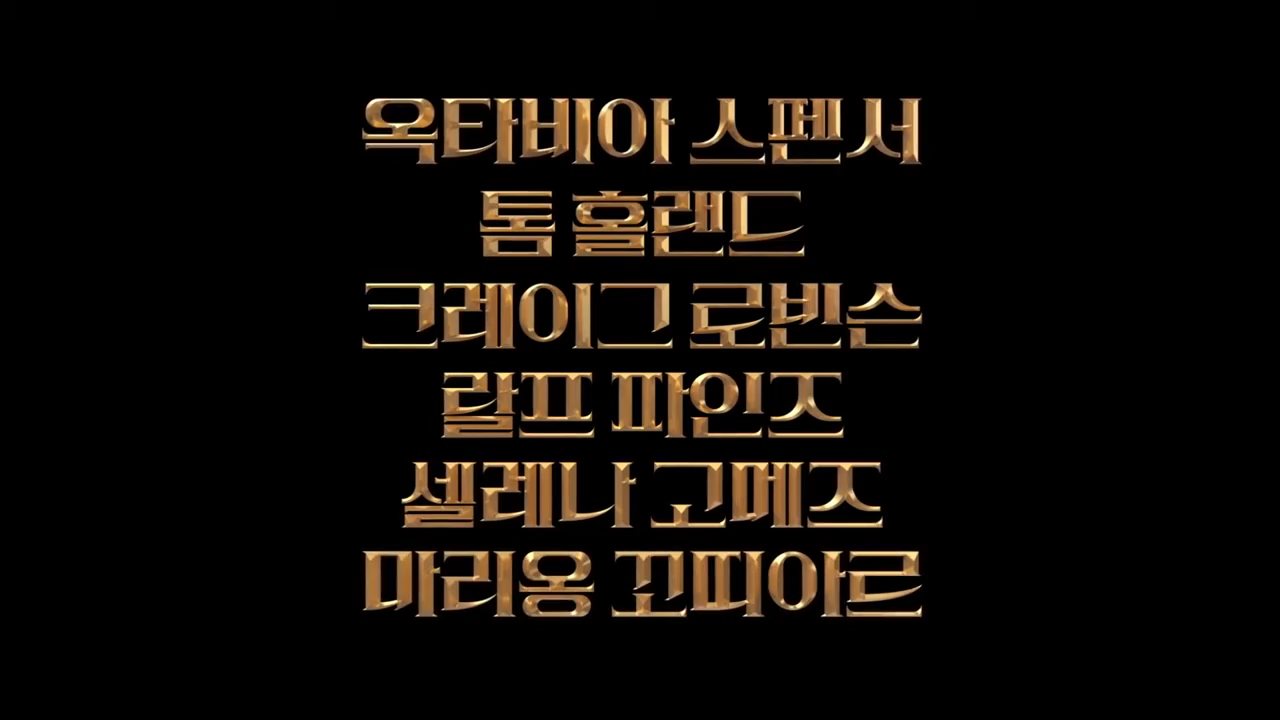 옥타비아 스펜서
톰 홀랜드
크레이그 로빈슨
랄프 파인즈
셀레나 고메즈
마리옹 꼬띠아르